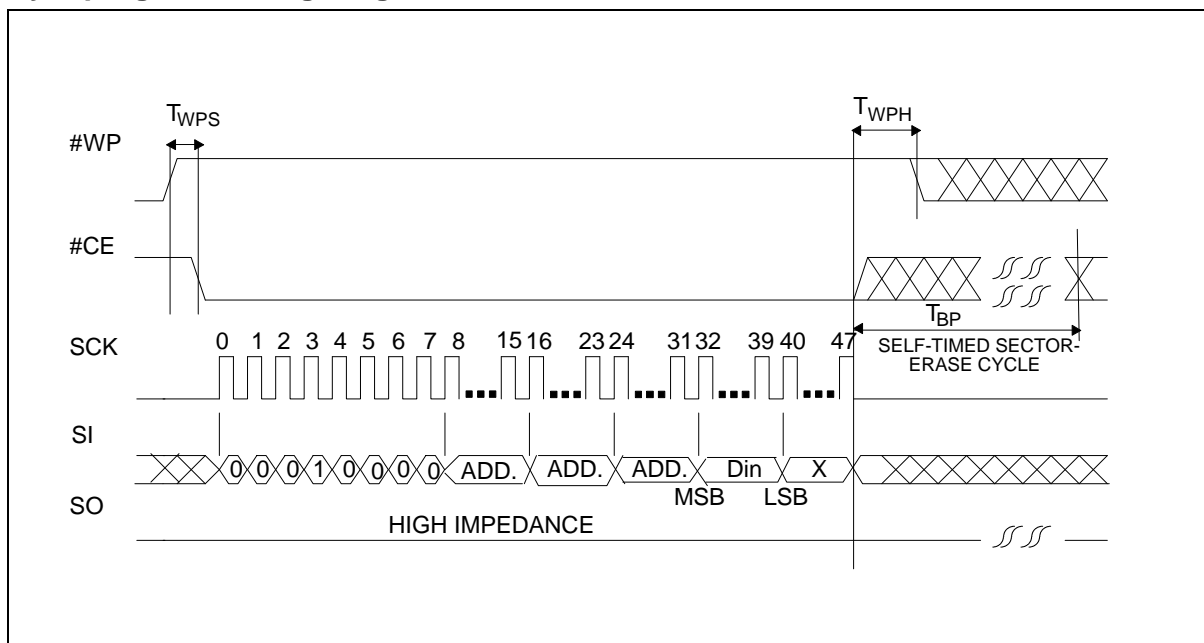 TWPS
TWPH
#WP
#CE
TBP
SCK
0 1 2 3 4 5 6 7 8 15 16 23 24 31 32 39 40 47
SELF-TIMED SECTOR-
ERASE CYCLE
SI
0 0 0 1 0 0 0 0 ADD. ADD. ADD. Din X
MSB LSB
SO
HIGH IMPEDANCE